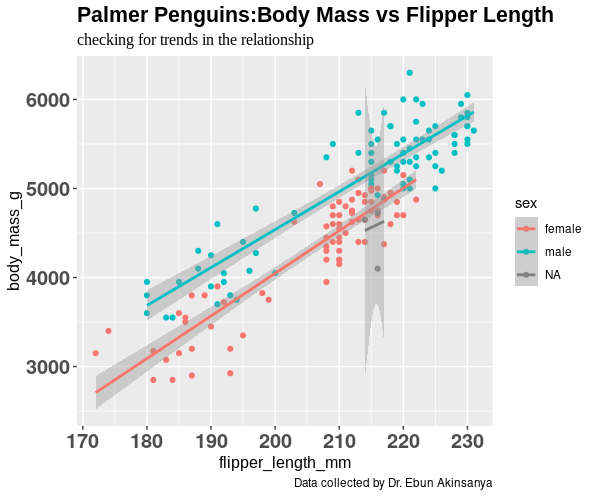 Palmer Penguins:Body Mass vs Flipper Length
checking for trends in the relationship
body_mass_g
6000
5000
4000
3000
170 180 190 200 210 220 230
flipper_length_mm
sex
female
male
NA
Data collected by Dr. Ebun Akinsanya